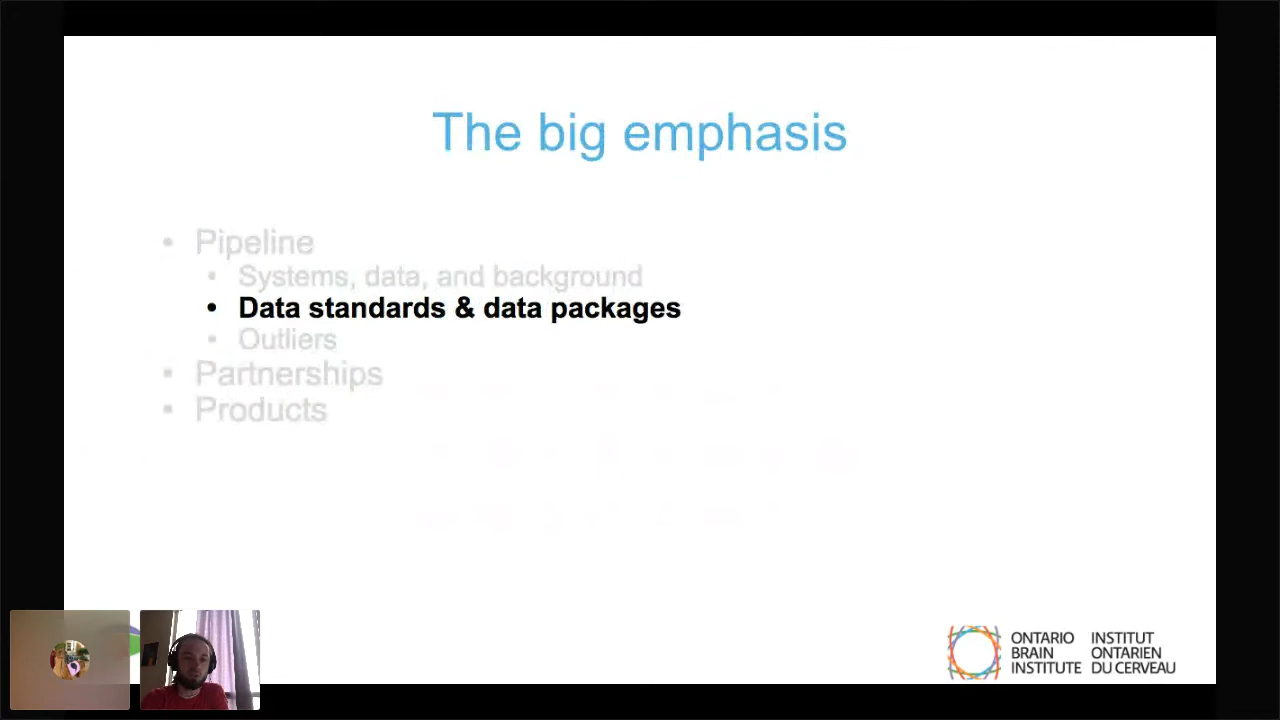 The big emphasis
• Pipeline
• Systems, data, and background
• Data standards & data packages
• Outliers
• Partnerships
• Products
ONTARIO BRAIN INSTITUTE
INSTITUT ONTARIEN DU CERVEAU